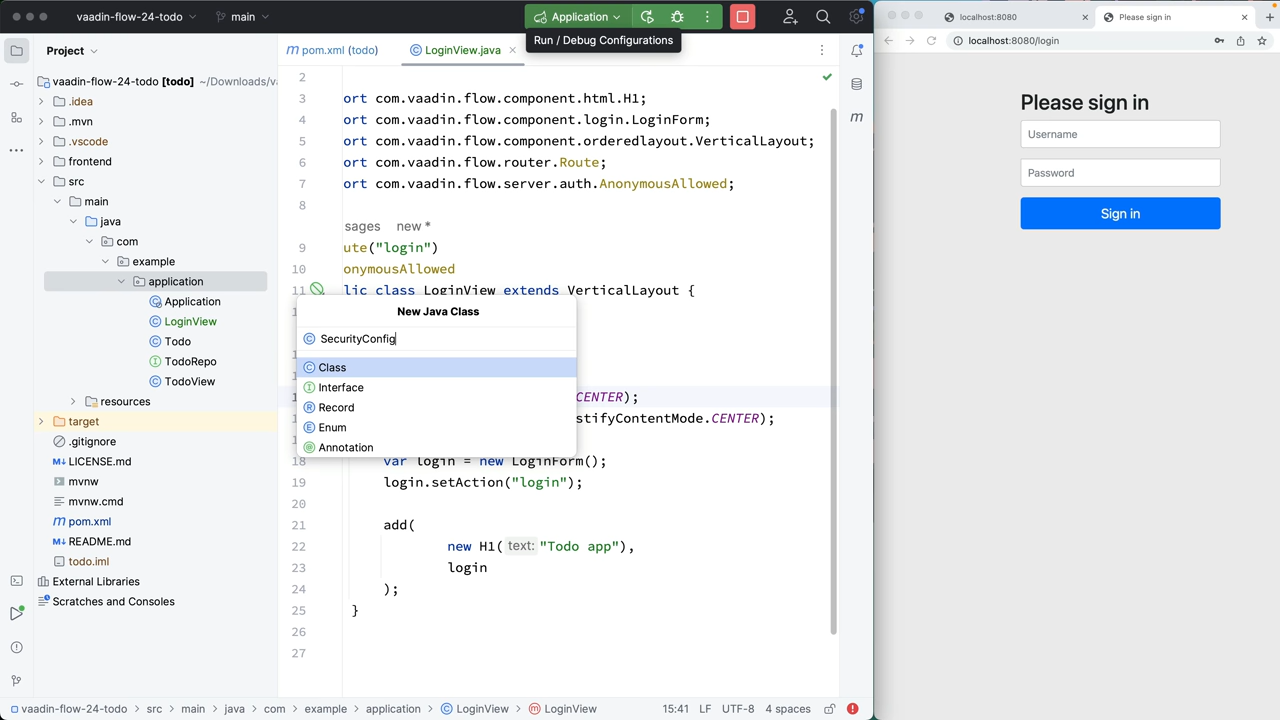 vaadin-flow-24-todo
main
Application
Run / Debug Configurations
Project
pom.xml (todo)
LoginView.java
vaadin-flow-24-todo [todo] ~/Downloads/va
.idea
.mvn
.vscode
frontend
src
main
java
com
example
application
Application
LoginView
Todo
TodoRepo
TodoView
resources
target
.gitignore
LICENSE.md
mvnw
mvnw.cmd
pom.xml
README.md
todo.iml
External Libraries
Scratches and Consoles
2
3 ort com.vaadin.flow.component.html.H1;
4 ort com.vaadin.flow.component.login.LoginForm;
5 ort com.vaadin.flow.component.orderedlayout.VerticalLayout;
6 ort com.vaadin.flow.router.Route;
7 ort com.vaadin.flow.server.auth.AnonymousAllowed;
8
sages new *
9 ute("login")
10 onymousAllowed
11 lic class LoginView extends VerticalLayout {
New Java Class
SecurityConfig
Class
Interface
Record
Enum
Annotation
CENTER);
stifyContentMode.CENTER);
18 var login = new LoginForm();
19 login.setAction("login");
20
21 add(
22 new H1( text: "Todo app"),
23 login
24 );
25 }
26
27
vaadin-flow-24-todo > src > main > java > com > example > application > LoginView > LoginView
15:41 LF UTF-8 4 spaces
localhost:8080
Please sign in
localhost:8080/login
Please sign in
Username
Password
Sign in